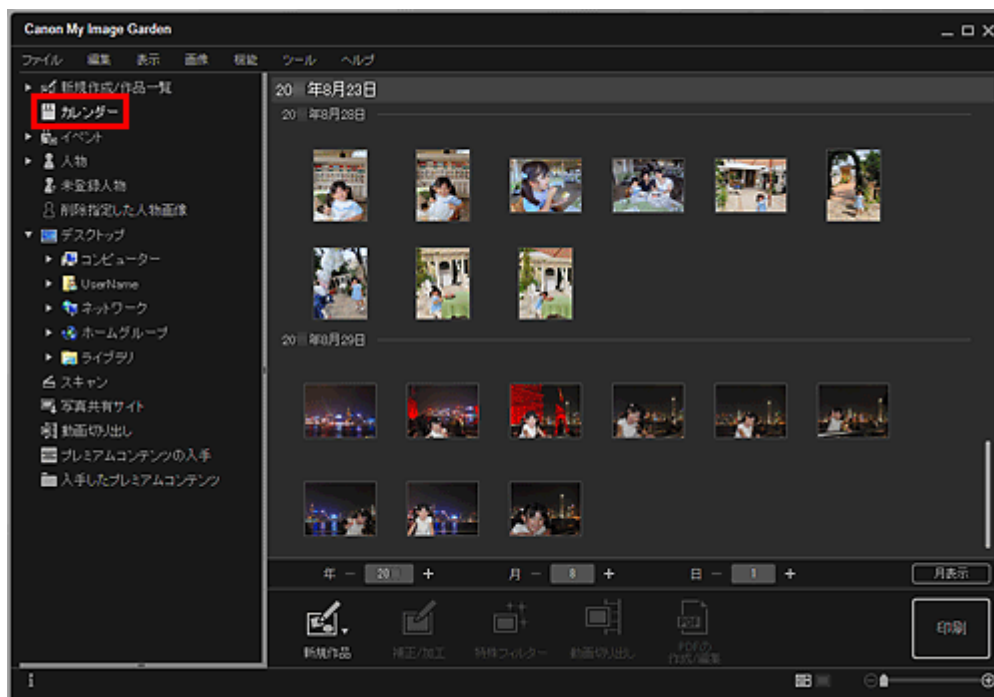 Canon My Image Garden
ファイル 編集 表示 画像 機能 ツール ヘルプ
新規作成/作品一覧
カレンダー
イベント
人物
未登録人物
削除指定した人物画像
デスクトップ
コンピューター
UserName
ネットワーク
ホームグループ
ライブラリ
スキャン
写真共有サイト
動画切り出し
プレミアムコンテンツの入手
入手したプレミアムコンテンツ
20 年8月23日
20 年8月28日
20 年8月29日
年 − 20 + 月 − 8 + 日 − 1 + 月表示
新規作品 補正/加工 特殊フィルター 動画切り出し PDFの
作成/編集
印刷